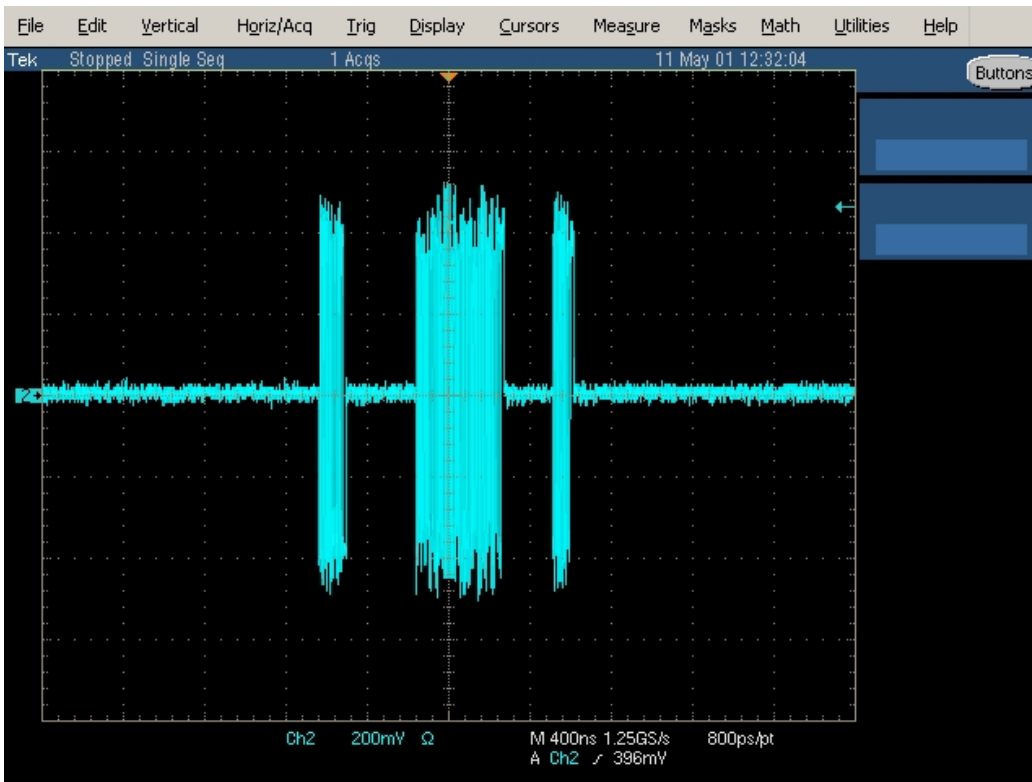 File Edit Vertical Horiz/Acq Trig Display Cursors Measure Masks Math Utilities Help
Tek Stopped Single Seq 1 Acqs 11 May 01 12:32:04
Buttons
2
Ch2 200mV Ω M 400ns 1.25GS/s 800ps/pt
A Ch2 ∕ 396mV